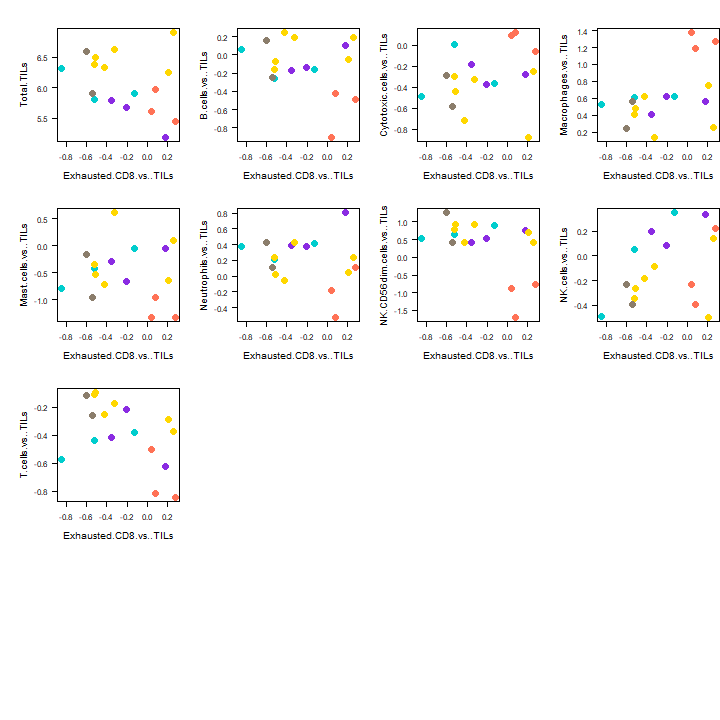 Total.TILs
6.5
6.0
5.5
-0.8 -0.6 -0.4 -0.2 0.0 0.2
Exhausted.CD8.vs..TILs
B.cells.vs..TILs
0.2
0.0
-0.2
-0.4
-0.6
-0.8
-0.8 -0.6 -0.4 -0.2 0.0 0.2
Exhausted.CD8.vs..TILs
Cytotoxic.cells.vs..TILs
0.0
-0.2
-0.4
-0.6
-0.8
-0.8 -0.6 -0.4 -0.2 0.0 0.2
Exhausted.CD8.vs..TILs
Macrophages.vs..TILs
1.4
1.2
1.0
0.8
0.6
0.4
0.2
-0.8 -0.6 -0.4 -0.2 0.0 0.2
Exhausted.CD8.vs..TILs
Mast.cells.vs..TILs
0.5
0.0
-0.5
-1.0
-0.8 -0.6 -0.4 -0.2 0.0 0.2
Exhausted.CD8.vs..TILs
Neutrophils.vs..TILs
0.8
0.6
0.4
0.2
0.0
-0.2
-0.4
-0.8 -0.6 -0.4 -0.2 0.0 0.2
Exhausted.CD8.vs..TILs
NK.CD56dim.cells.vs..TILs
1.0
0.5
0.0
-0.5
-1.0
-1.5
-0.8 -0.6 -0.4 -0.2 0.0 0.2
Exhausted.CD8.vs..TILs
NK.cells.vs..TILs
0.2
0.0
-0.2
-0.4
-0.8 -0.6 -0.4 -0.2 0.0 0.2
Exhausted.CD8.vs..TILs
T.cells.vs..TILs
-0.2
-0.4
-0.6
-0.8
-0.8 -0.6 -0.4 -0.2 0.0 0.2
Exhausted.CD8.vs..TILs